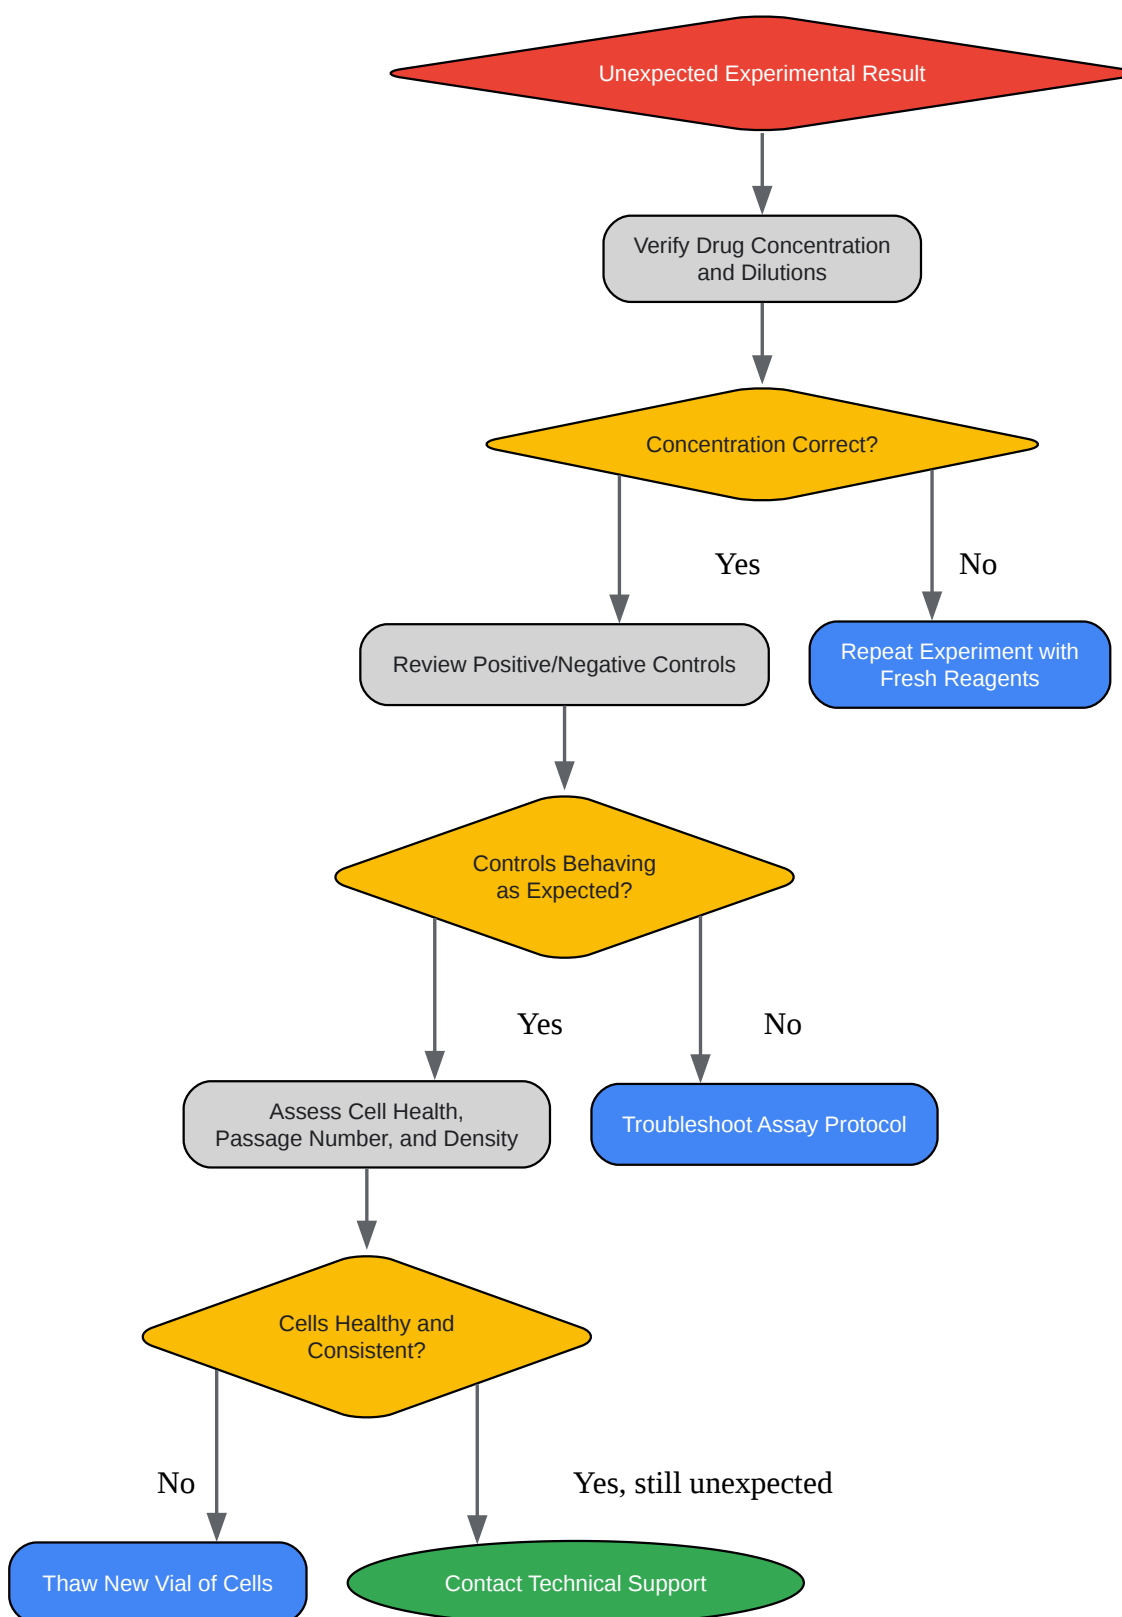 Unexpected Experimental Result
Verify Drug Concentration
and Dilutions
Concentration Correct?
Yes
No
Review Positive/Negative Controls
Repeat Experiment with
Fresh Reagents
Controls Behaving
as Expected?
Yes
No
Assess Cell Health,
Passage Number, and Density
Troubleshoot Assay Protocol
Cells Healthy and
Consistent?
No
Yes, still unexpected
Thaw New Vial of Cells
Contact Technical Support